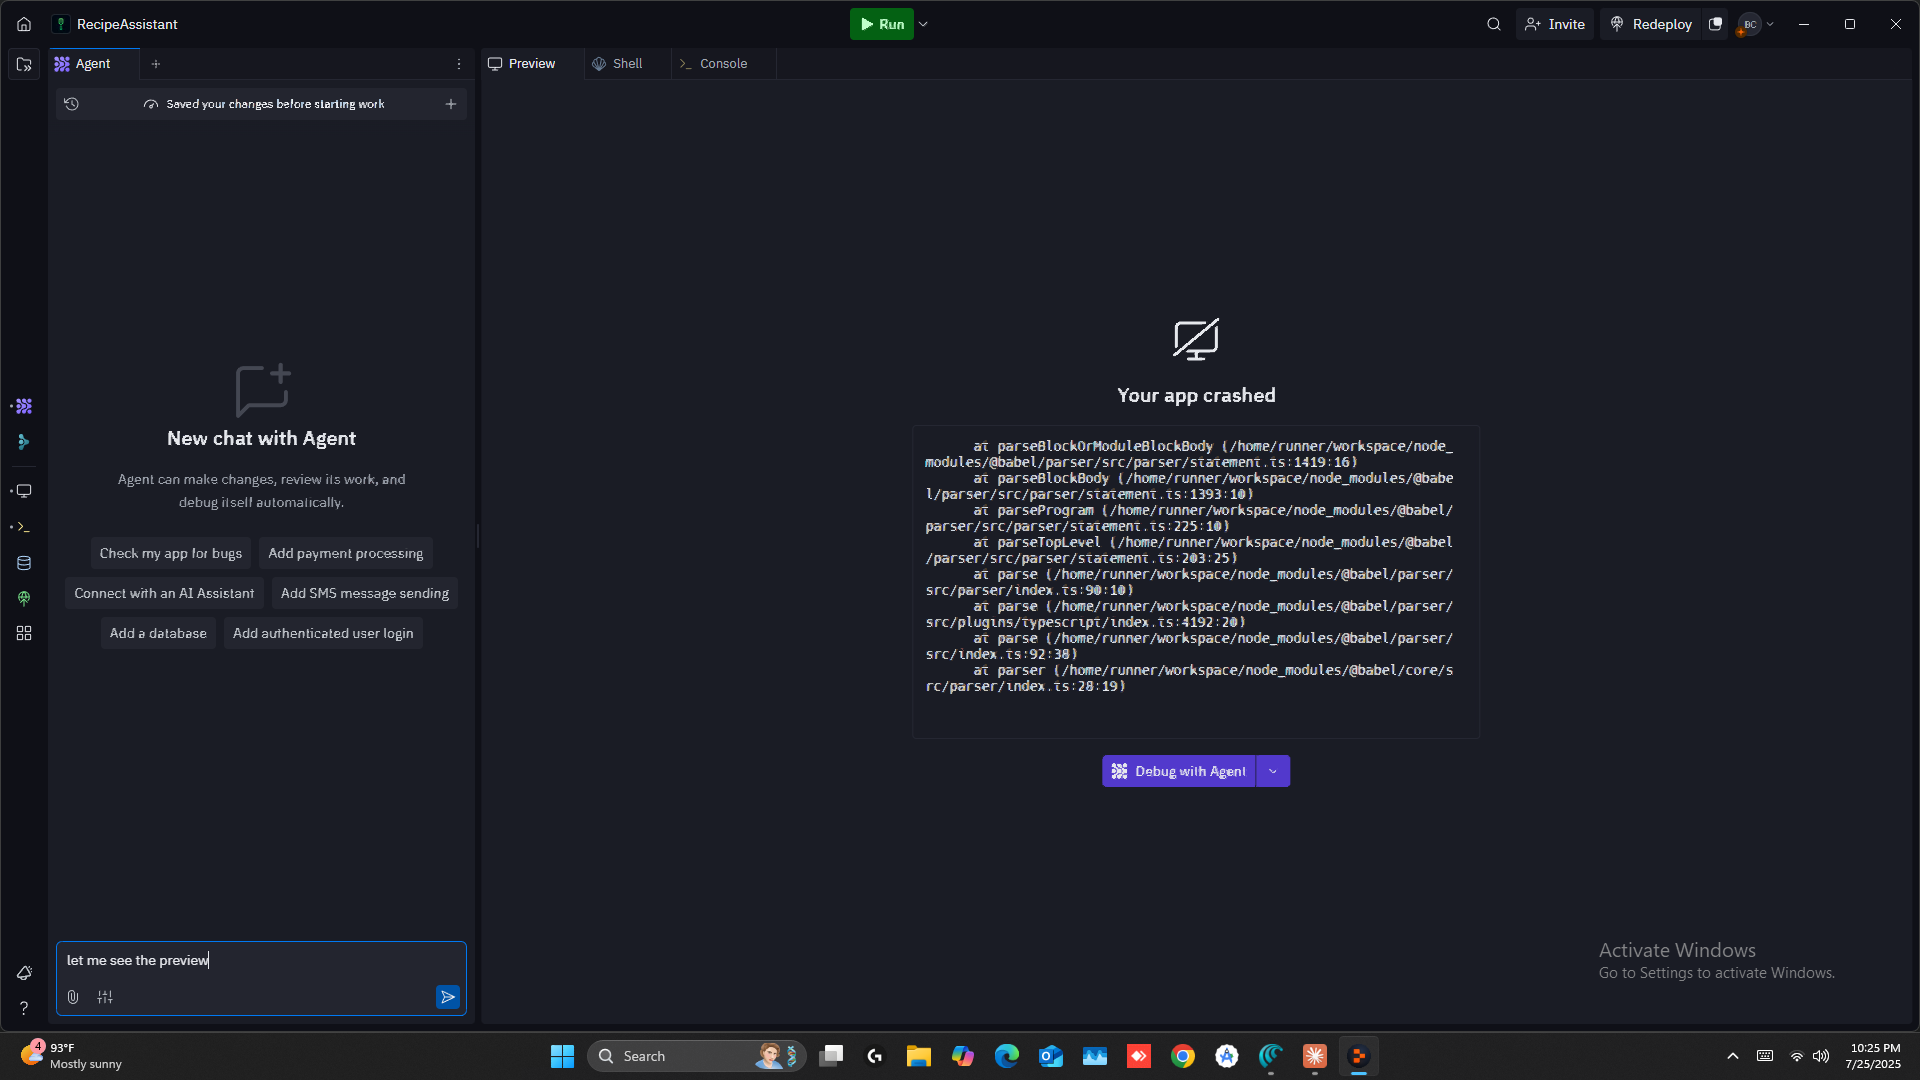 RecipeAssistant
Run
Invite
Redeploy
BC
Agent
Preview
Shell
Console
Saved your changes before starting work
Your app crashed
at parseBlockOrModuleBlockBody (/home/runner/workspace/node_
modules/@babel/parser/src/parser/statement.ts:1419:16)
at parseBlockBody (/home/runner/workspace/node_modules/@babe
l/parser/src/parser/statement.ts:1393:10)
at parseProgram (/home/runner/workspace/node_modules/@babel/
parser/src/parser/statement.ts:225:10)
at parseTopLevel (/home/runner/workspace/node_modules/@babel
/parser/src/parser/statement.ts:203:25)
at parse (/home/runner/workspace/node_modules/@babel/parser/
src/parser/index.ts:90:10)
at parse (/home/runner/workspace/node_modules/@babel/parser/
src/plugins/typescript/index.ts:4192:20)
at parse (/home/runner/workspace/node_modules/@babel/parser/
src/index.ts:92:38)
at parser (/home/runner/workspace/node_modules/@babel/core/s
rc/parser/index.ts:28:19)
Debug with Agent
New chat with Agent
Agent can make changes, review its work, and
debug itself automatically.
Check my app for bugs
Add payment processing
Connect with an AI Assistant
Add SMS message sending
Add a database
Add authenticated user login
let me see the preview
Activate Windows
Go to Settings to activate Windows.
4
93°F
Mostly sunny
Search
10:25 PM
7/25/2025